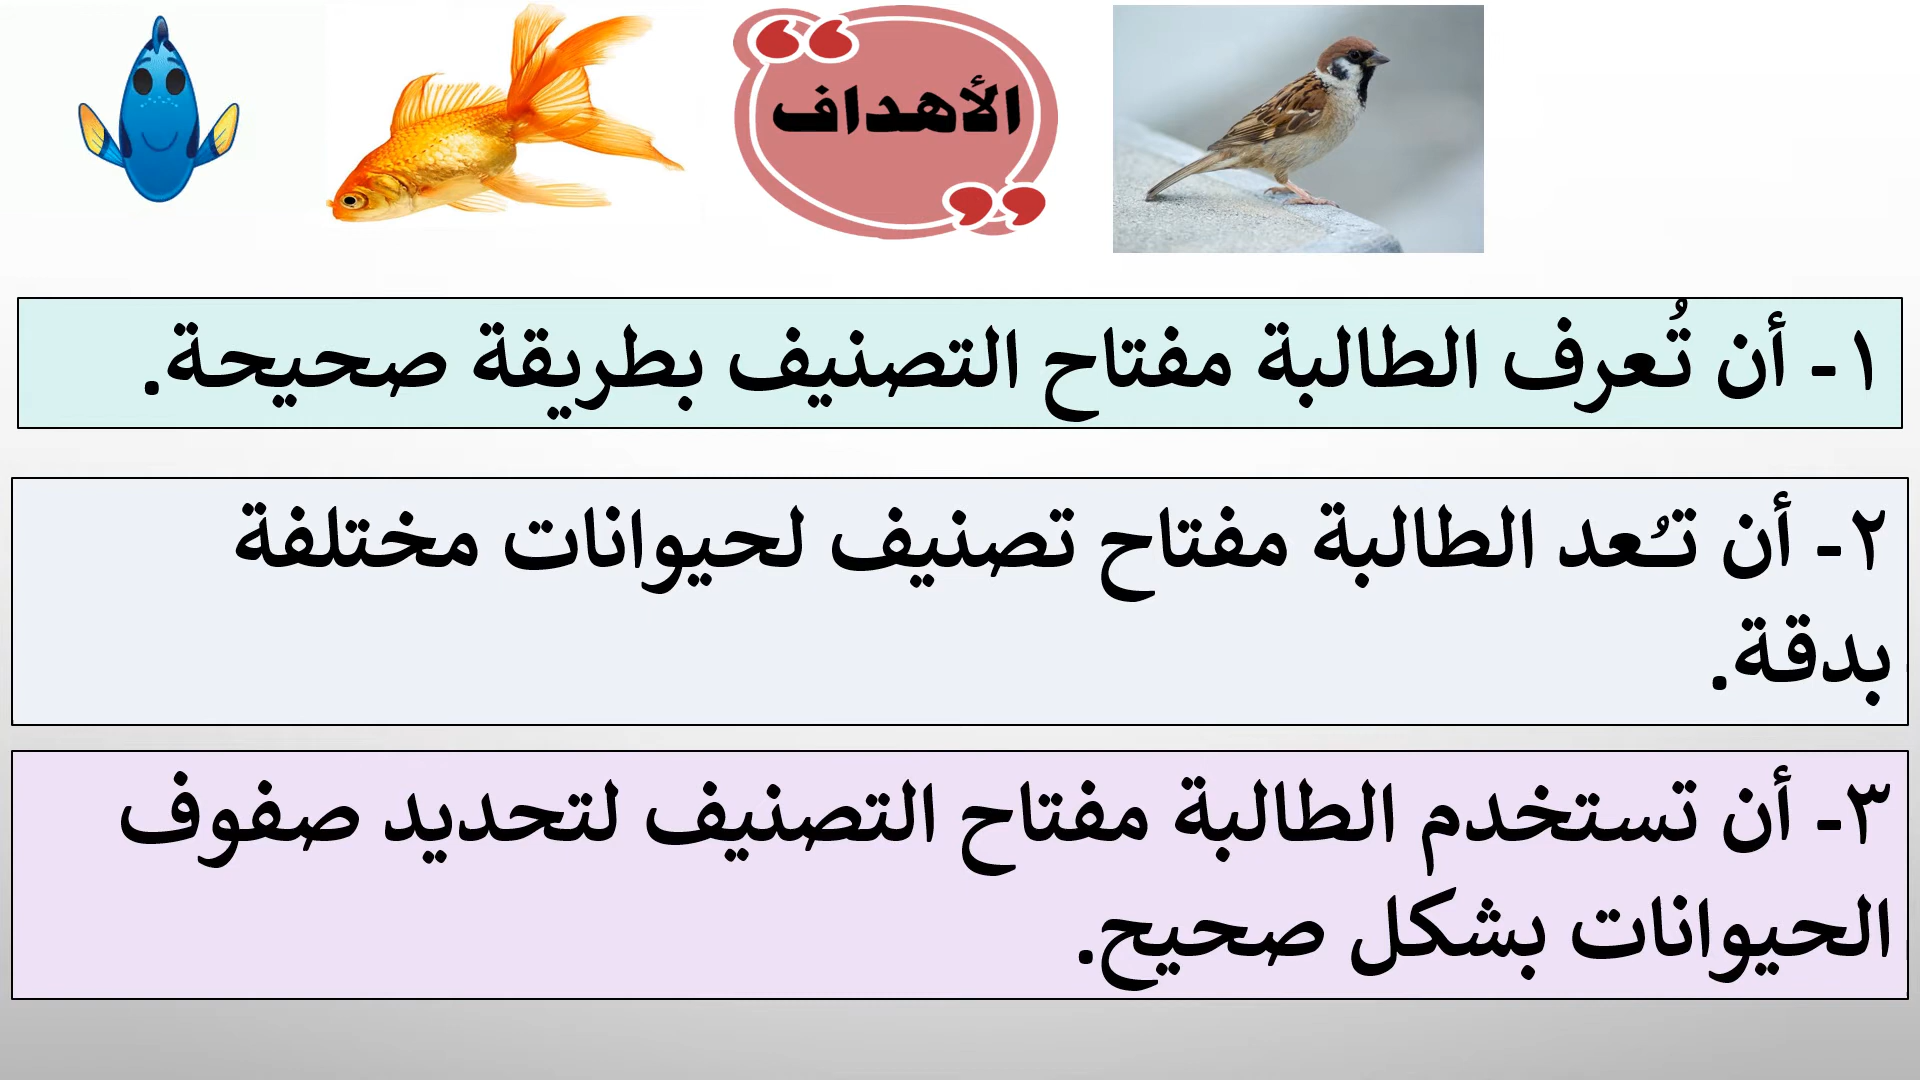 الأهداف
١- أن تُعرف الطالبة مفتاح التصنيف بطريقة صحيحة.
٢- أن تـُعد الطالبة مفتاح تصنيف لحيوانات مختلفة
بدقة.
٣- أن تستخدم الطالبة مفتاح التصنيف لتحديد صفوف
الحيوانات بشكل صحيح.